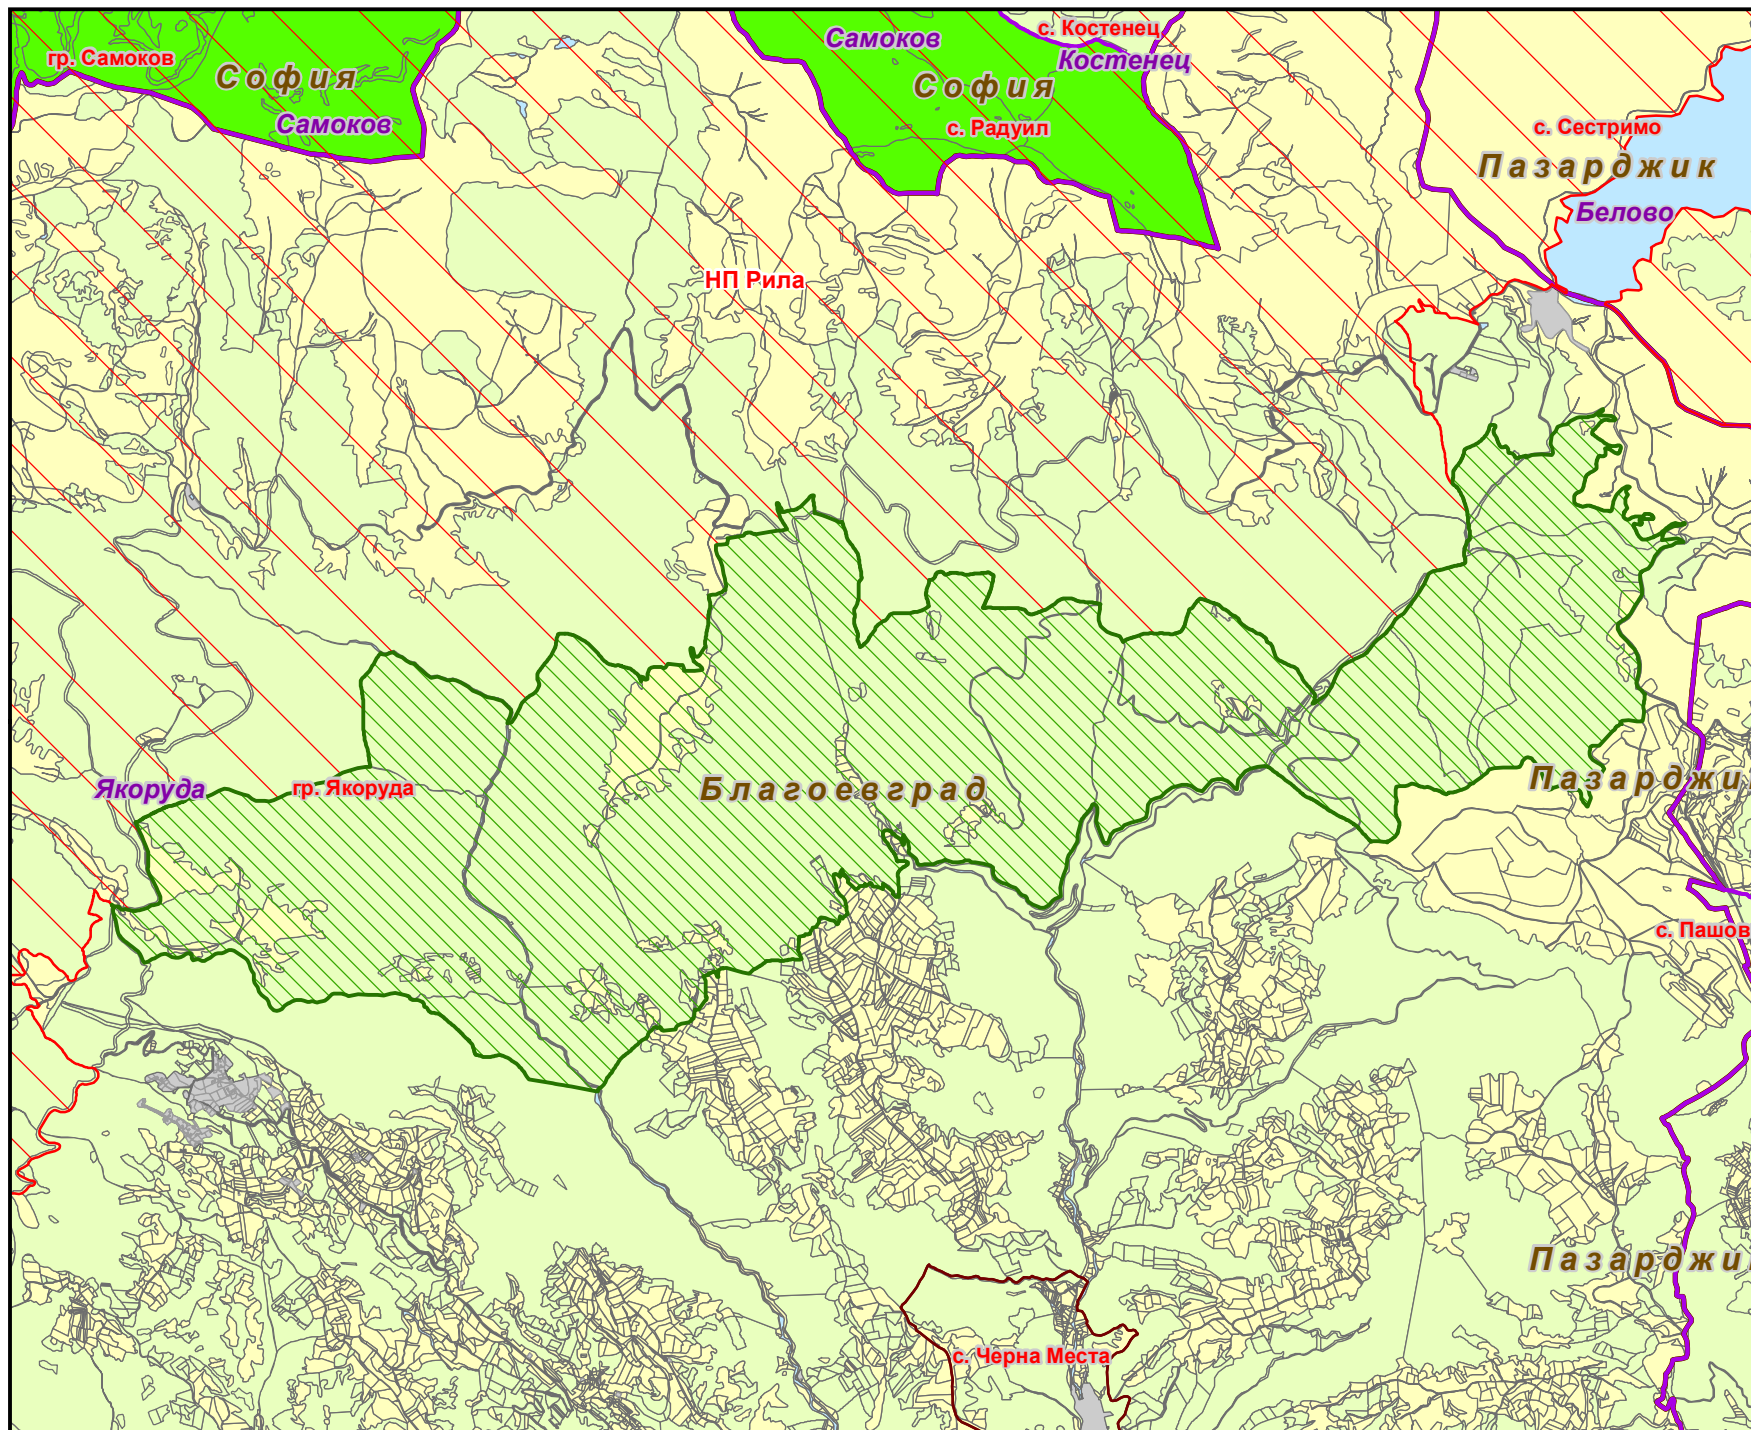 с. Костенец
Самоков
гр. Самоков
Костенец
София
София
Самоков
с. Радуил
с. Сестримо
Пазарджик
Белово
НП Рила
Пазарджи
Якоруда
гр. Якоруда
Благоевград
с. Пашов
Пазарджи
с. Черна Места